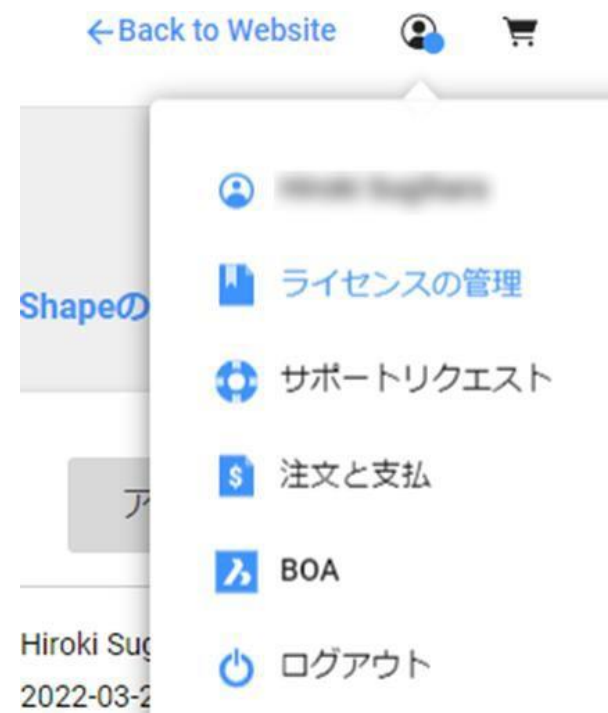 ←Back to Website
ライセンスの管理
Shapeの
サポートリクエスト
注文と支払
ア
BOA
Hiroki Sug
ログアウト
2022-03-2